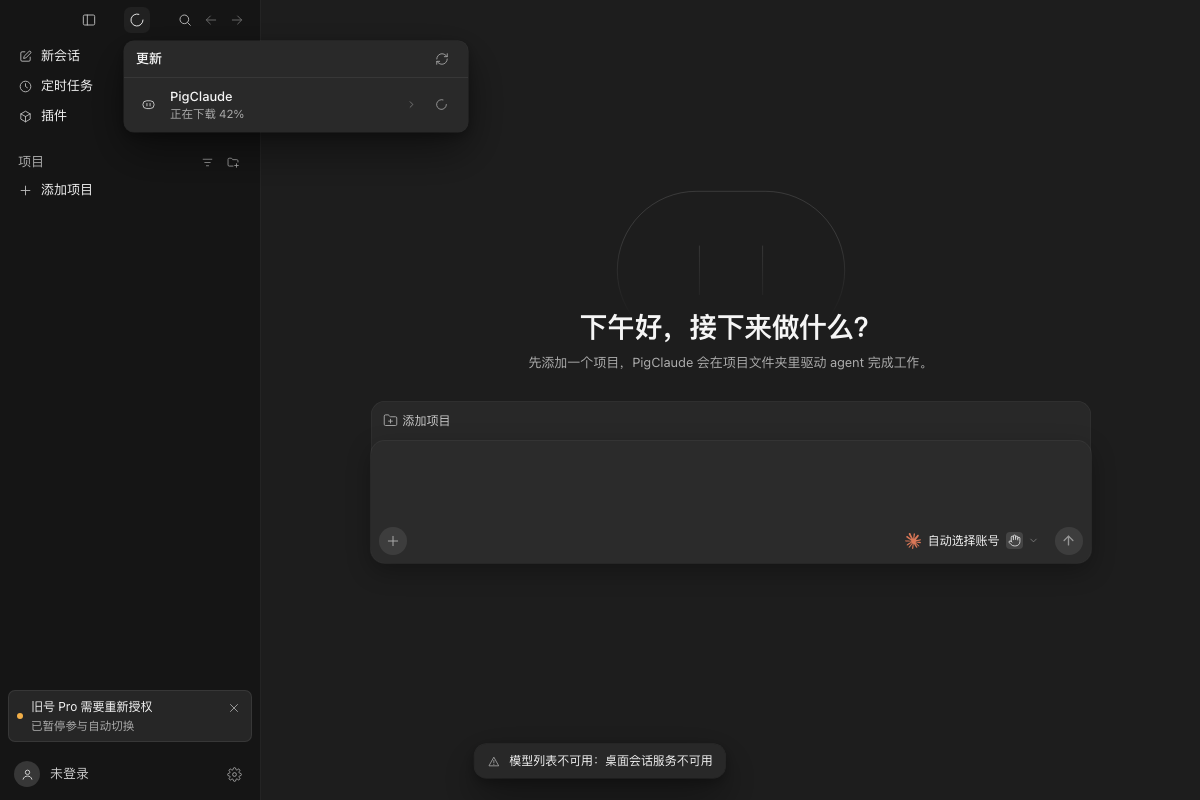 更新
PigClaude
正在下载 42%
新会话
定时任务
插件
项目
添加项目
下午好，接下来做什么？
先添加一个项目，PigClaude 会在项目文件夹里驱动 agent 完成工作。
添加项目
自动选择账号
旧号 Pro 需要重新授权
已暂停参与自动切换
未登录
模型列表不可用：桌面会话服务不可用